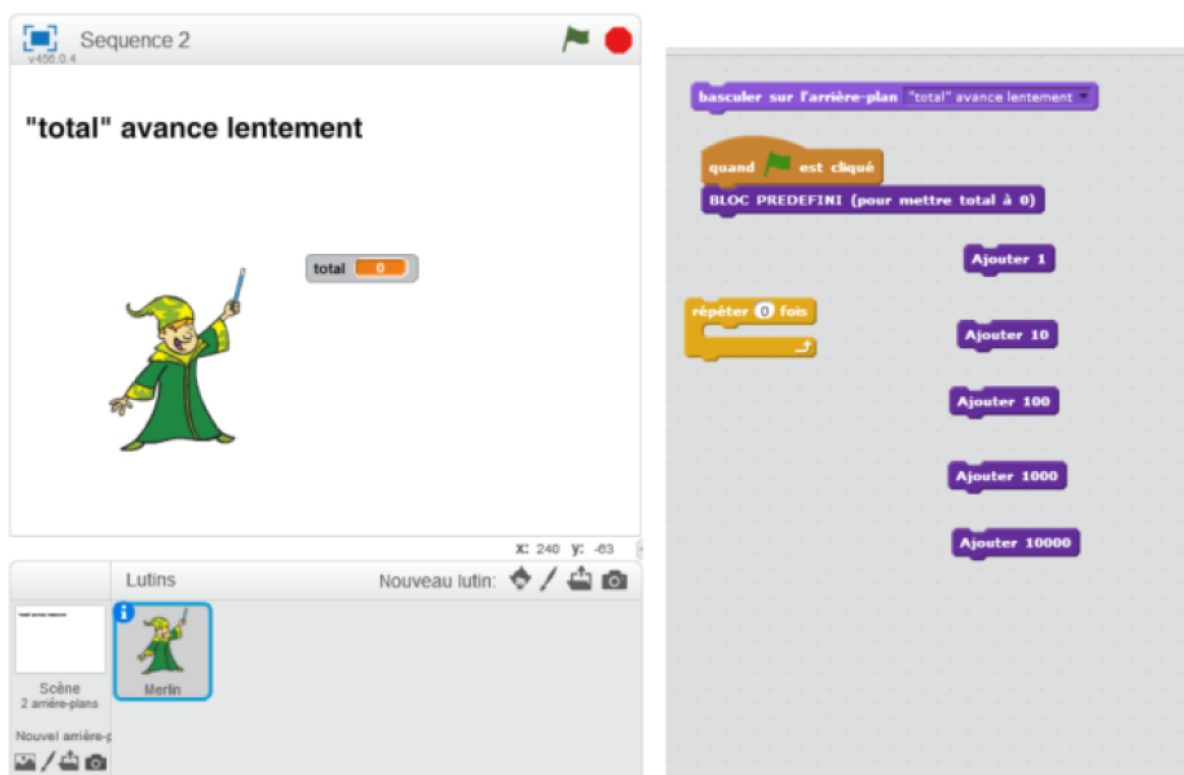 Sequence 2
v456.0.4
"total" avance lentement
total 0
x: 240 y: -63
Lutins
Nouveau lutin:
Scène
2 arrière-plans
Nouvel arrière-p
Merlin
basculer sur l'arrière-plan "total" avance lentement
quand est cliqué
BLOC PREDEFINI (pour mettre total à 0)
Ajouter 1
répéter 0 fois
Ajouter 10
Ajouter 100
Ajouter 1000
Ajouter 10000